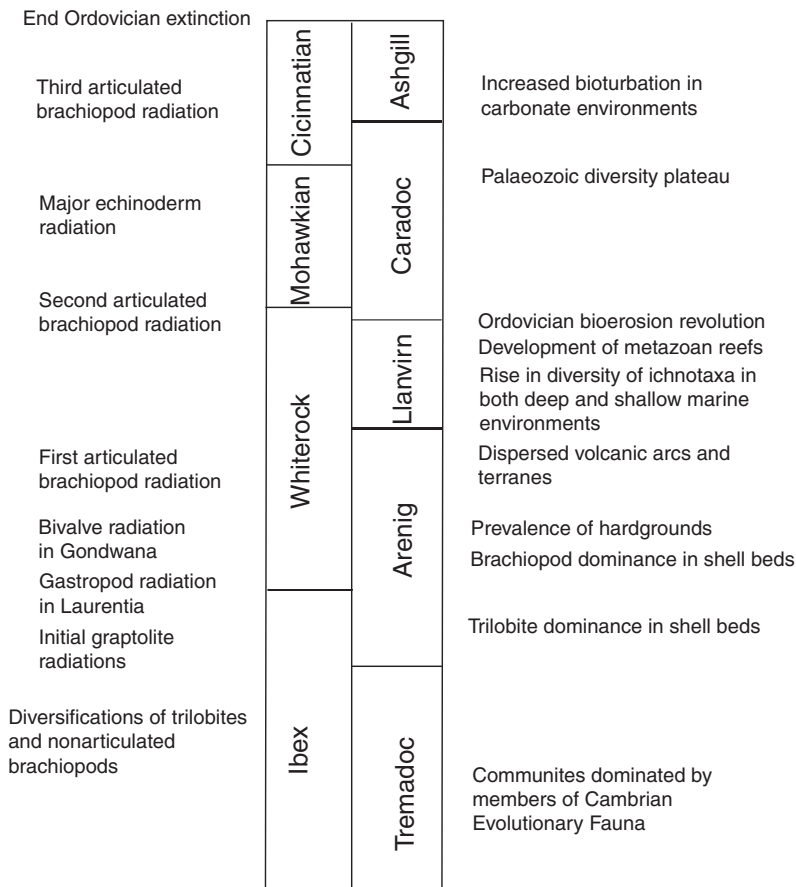 End Ordovician extinction
Third articulated
brachiopod radiation
Major echinoderm
radiation
Second articulated
brachiopod radiation
First articulated
brachiopod radiation
Bivalve radiation
in Gondwana
Gastropod radiation
in Laurentia
Initial graptolite
radiations
Diversifications of trilobites
and nonarticulated
brachiopods
Cicinnatian
Mohawkian
Whiterock
Ibex
Ashgill
Caradoc
Llanvirn
Arenig
Tremadoc
Increased bioturbation in
carbonate environments
Palaeozoic diversity plateau
Ordovician bioerosion revolution
Development of metazoan reefs
Rise in diversity of ichnotaxa in
both deep and shallow marine
environments
Dispersed volcanic arcs and
terranes
Prevalence of hardgrounds
Brachiopod dominance in shell beds
Trilobite dominance in shell beds
Communites dominated by
members of Cambrian
Evolutionary Fauna